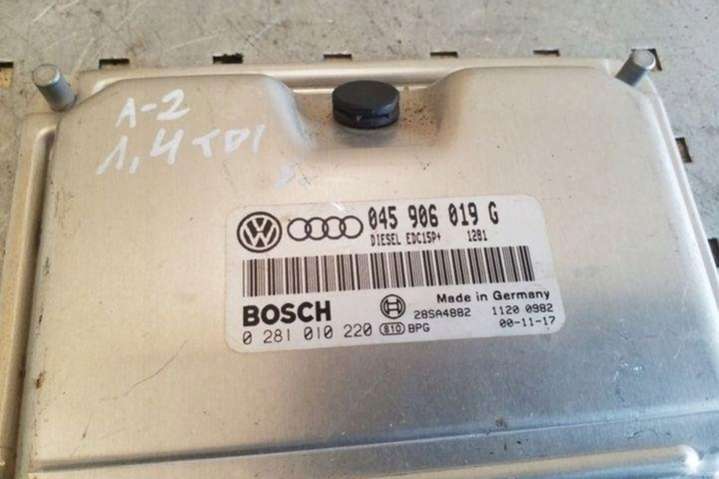 A-2
1,4 TDI
045 906 019 G
DIESEL EDC15P+ 1281
Made in Germany
BOSCH 28SA4882 1120 0982
0 281 010 220 810 BPG 00-11-17